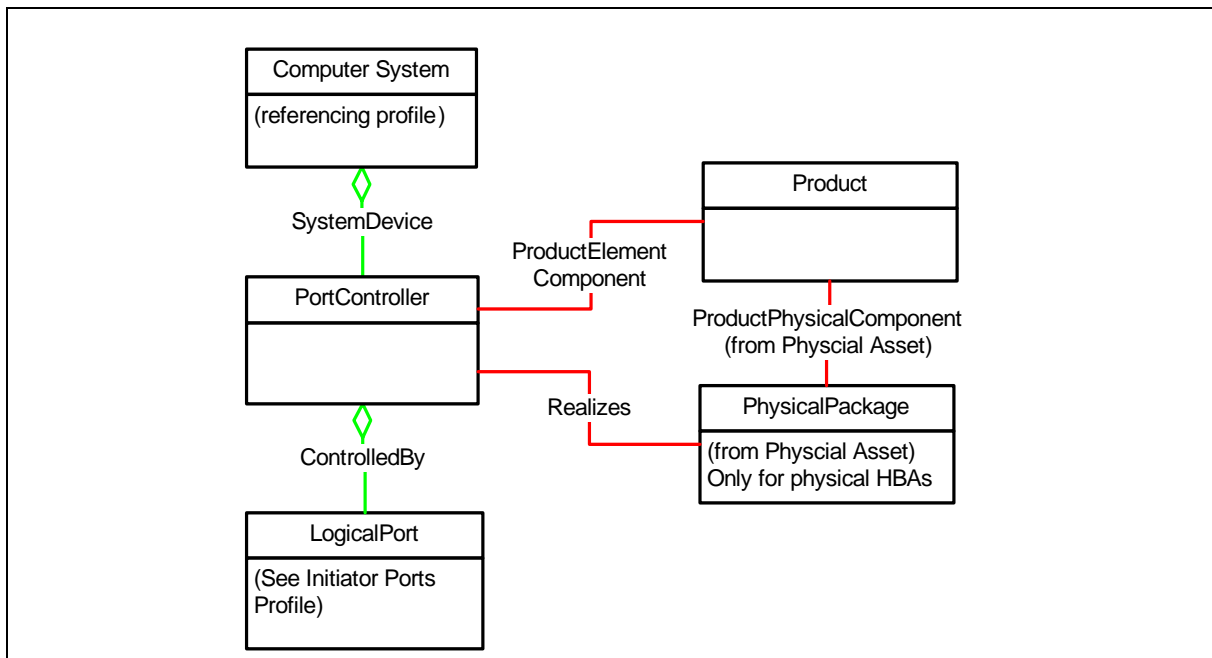 Computer System
(referencing profile)
SystemDevice
Product
ProductElement
Component
PortController
ProductPhysicalComponent
(from Physcial Asset)
Realizes
PhysicalPackage
(from Physcial Asset)
Only for physical HBAs
ControlledBy
LogicalPort
(See Initiator Ports
Profile)